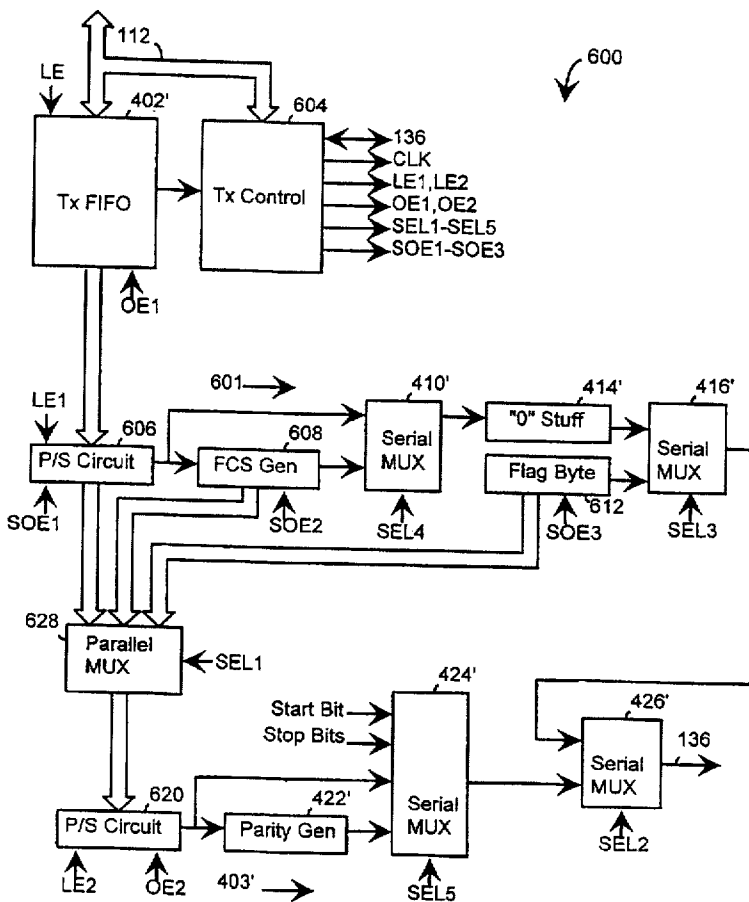 112
600
LE
402'
604
Tx FIFO
Tx Control
136
CLK
LE1,LE2
OE1,OE2
SEL1-SEL5
SOE1-SOE3
OE1
601
410'
414'
416'
LE1
606
608
"0" Stuff
P/S Circuit
FCS Gen
Serial
MUX
Flag Byte
Serial
MUX
612
SOE1
SOE2
SEL4
SOE3
SEL3
628
Parallel
MUX
SEL1
424'
Start Bit
Stop Bits
426'
136
620
422'
Serial
MUX
P/S Circuit
Parity Gen
Serial
MUX
LE2
OE2
403'
SEL5
SEL2